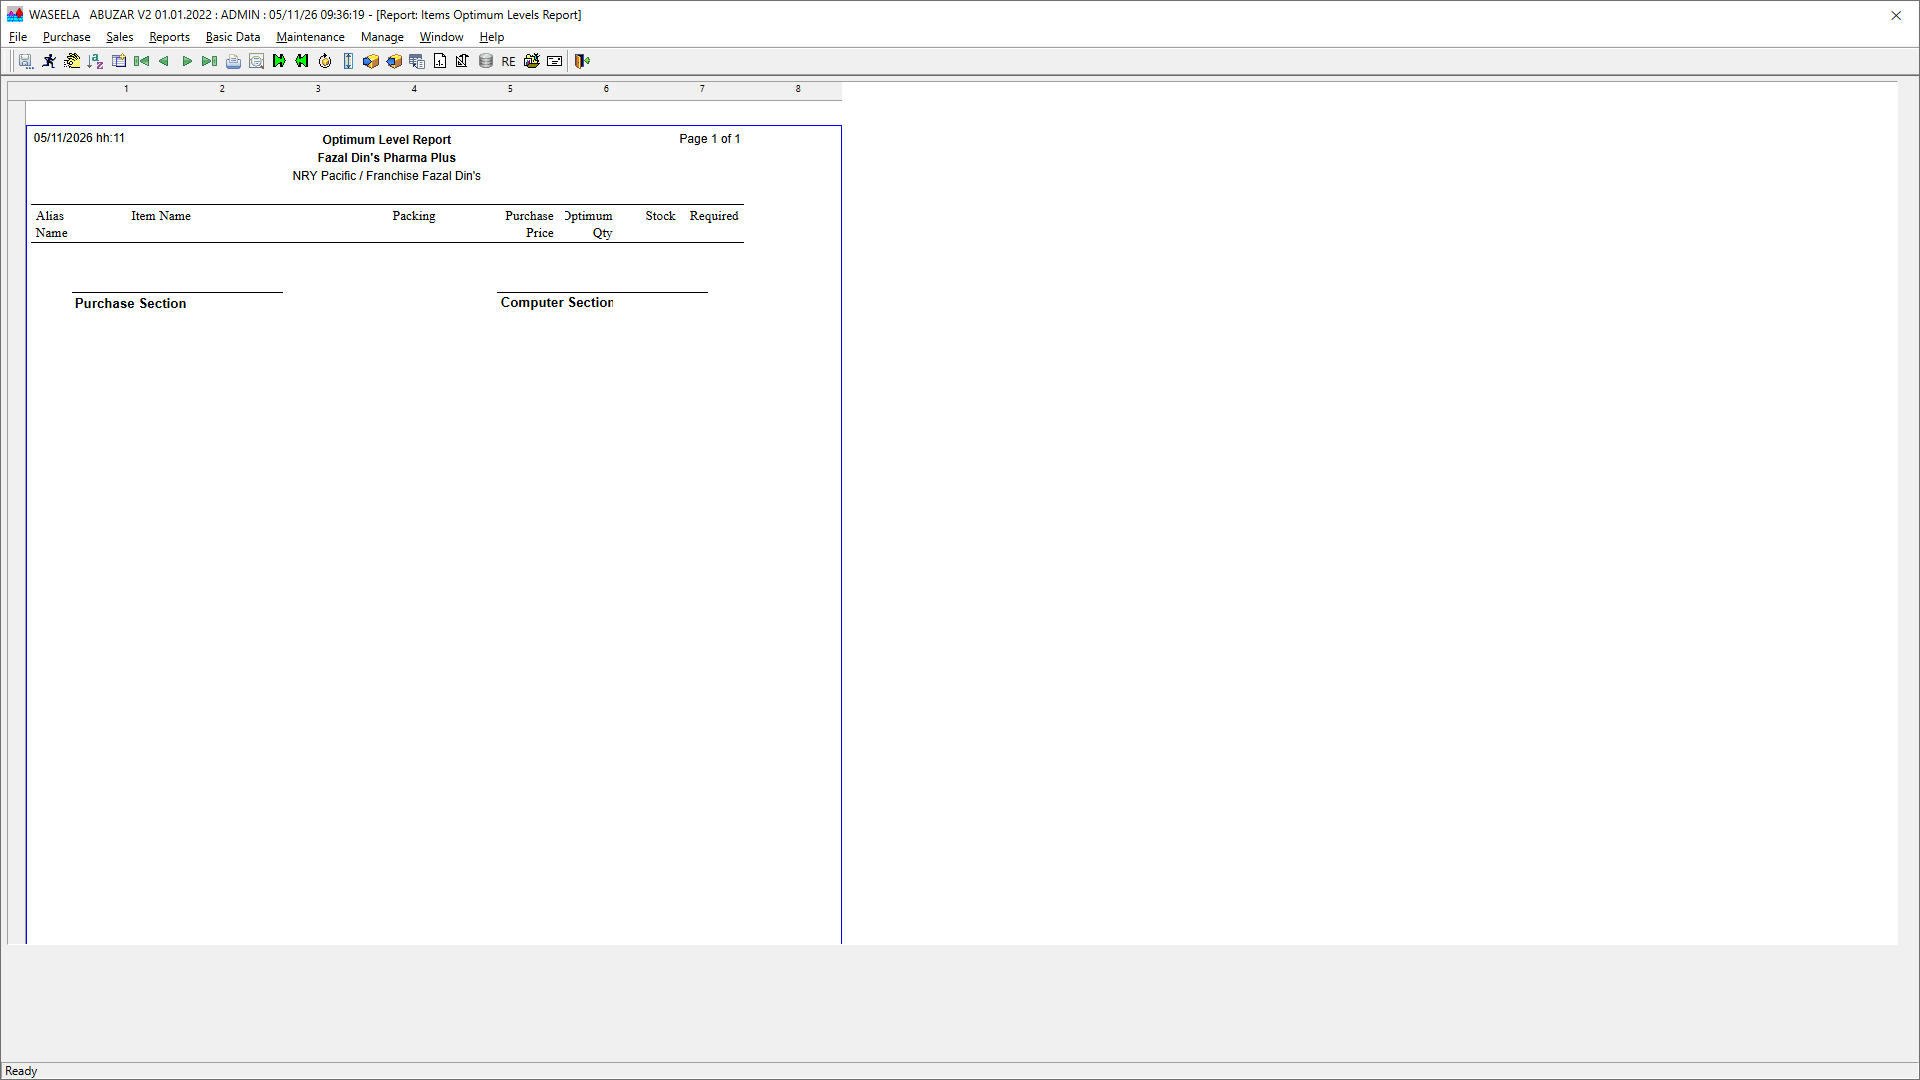 WASEELA   ABUZAR V2 01.01.2022 : ADMIN : 05/11/26 09:36:19 - [Report: Items Optimum Levels Report]
File Purchase Sales Reports Basic Data Maintenance Manage Window Help
RE
1 2 3 4 5 6 7 8
05/11/2026 hh:11 Optimum Level Report Page 1 of 1
Fazal Din's Pharma Plus
NRY Pacific / Franchise Fazal Din's
Alias Item Name Packing Purchase Optimum Stock Required
Name Price Qty
Purchase Section Computer Section
Ready